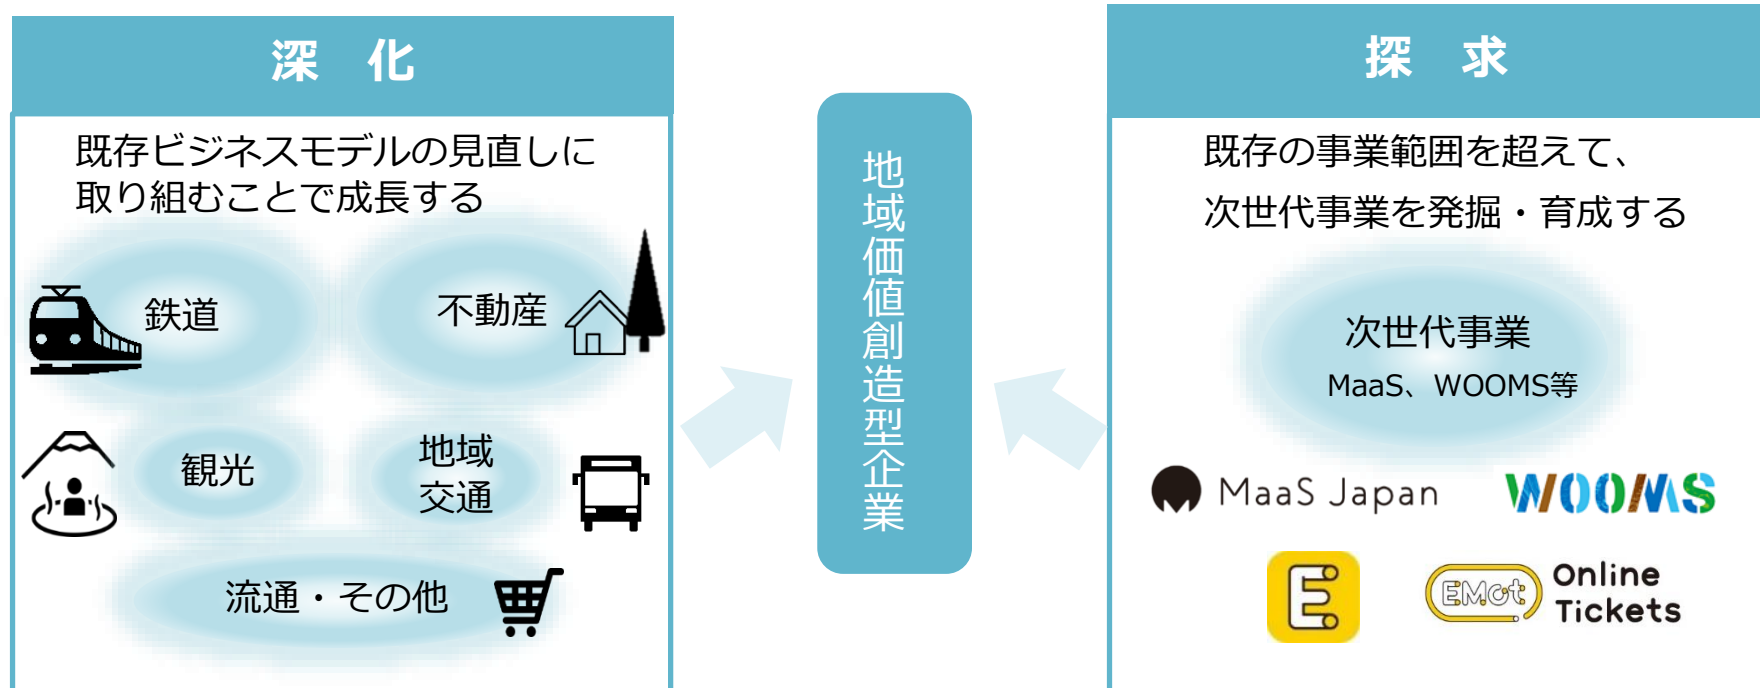 深 化
既存ビジネスモデルの見直しに
取り組むことで成長する
鉄道
不動産
観光
地域
交通
流通・その他
地域価値創造型企業
探 求
既存の事業範囲を超えて、
次世代事業を発掘・育成する
次世代事業
MaaS、WOOMS等
MaaS Japan
WOOMS
E
EMot
Online
Tickets